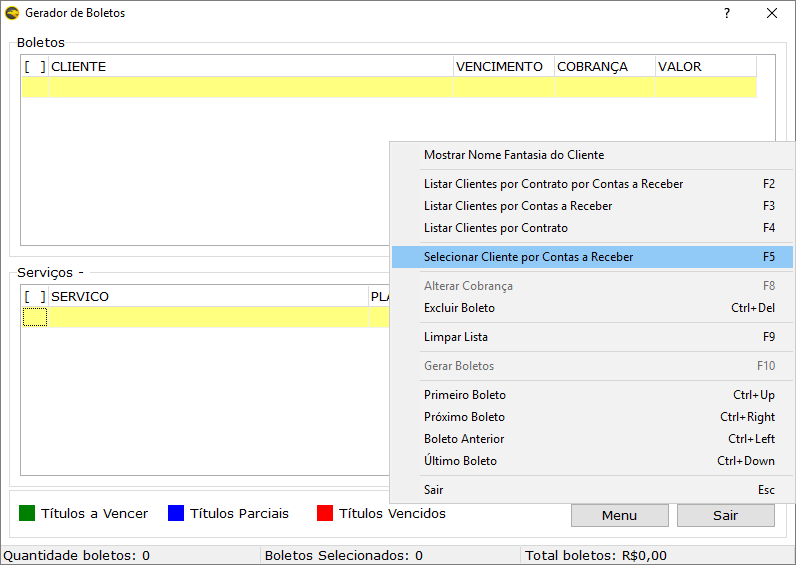 Gerador de Boletos
?
Boletos
[ ] CLIENTE VENCIMENTO COBRANÇA VALOR
Mostrar Nome Fantasia do Cliente
Listar Clientes por Contrato por Contas a Receber F2
Listar Clientes por Contas a Receber F3
Listar Clientes por Contrato F4
Selecionar Cliente por Contas a Receber F5
Serviços -
Alterar Cobrança F8
[ ] SERVICO PLA
Excluir Boleto Ctrl+Del
Limpar Lista F9
Gerar Boletos F10
Primeiro Boleto Ctrl+Up
Próximo Boleto Ctrl+Right
Boleto Anterior Ctrl+Left
Último Boleto Ctrl+Down
Sair Esc
Títulos a Vencer Títulos Parciais Títulos Vencidos Menu Sair
Quantidade boletos: 0 Boletos Selecionados: 0 Total boletos: R$0,00